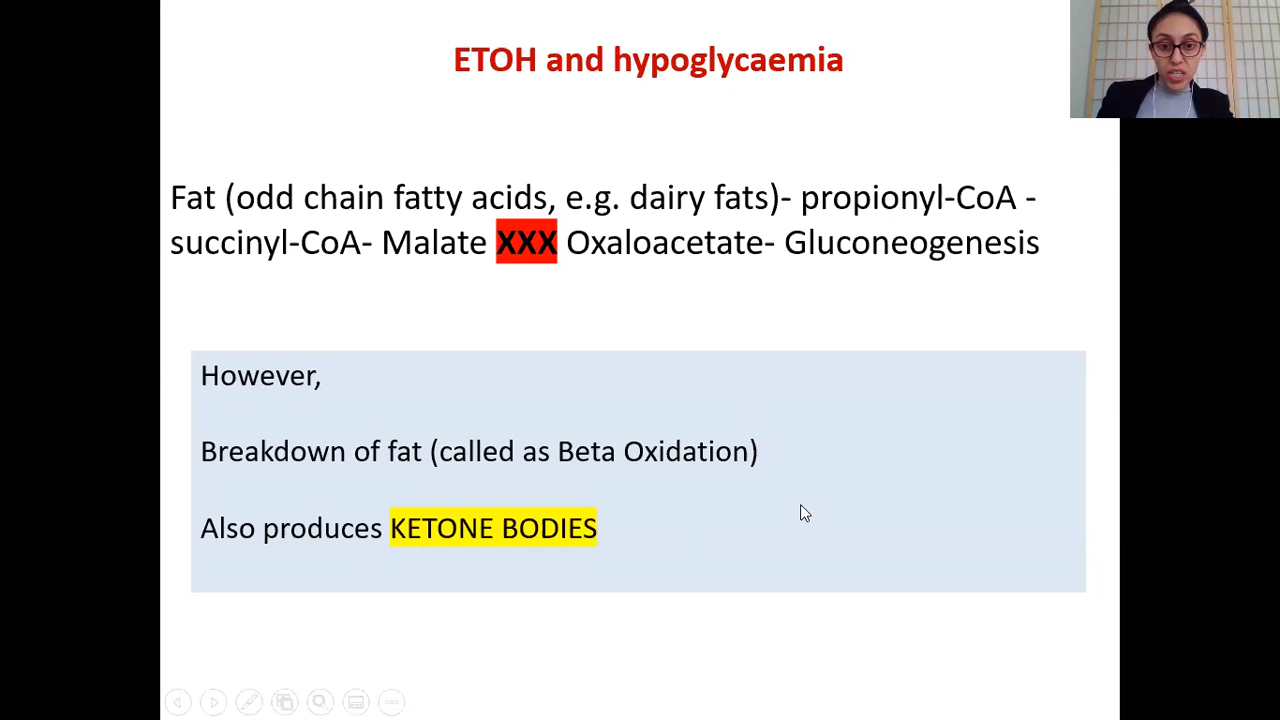 ETOH and hypoglycaemia
Fat (odd chain fatty acids, e.g. dairy fats)- propionyl-CoA -
succinyl-CoA- Malate XXX Oxaloacetate- Gluconeogenesis
However,
Breakdown of fat (called as Beta Oxidation)
Also produces KETONE BODIES